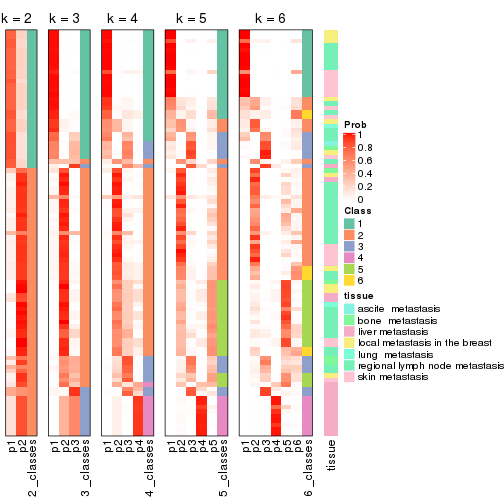 k = 2
k = 3
k = 4
k = 5
k = 6
Prob
1
0.8
0.6
0.4
0.2
0
Class
1
2
3
4
5
6
tissue
ascite metastasis
bone metastasis
liver metastasis
local metastasis in the breast
lung metastasis
regional lymph node metastasis
skin metastasis
p1
p2
2_classes
p1
p2
p3
3_classes
p1
p2
p3
p4
4_classes
p1
p2
p3
p4
p5
5_classes
p1
p2
p3
p4
p5
p6
6_classes
tissue